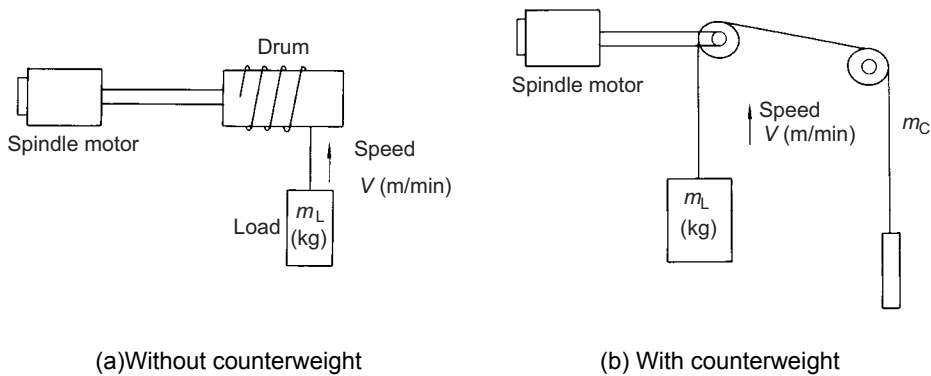 Drum
Spindle motor
Speed
V (m/min)
Load
mL
(kg)
(a)Without counterweight
Spindle motor
Speed
V (m/min)
mC
mL
(kg)
(b) With counterweight